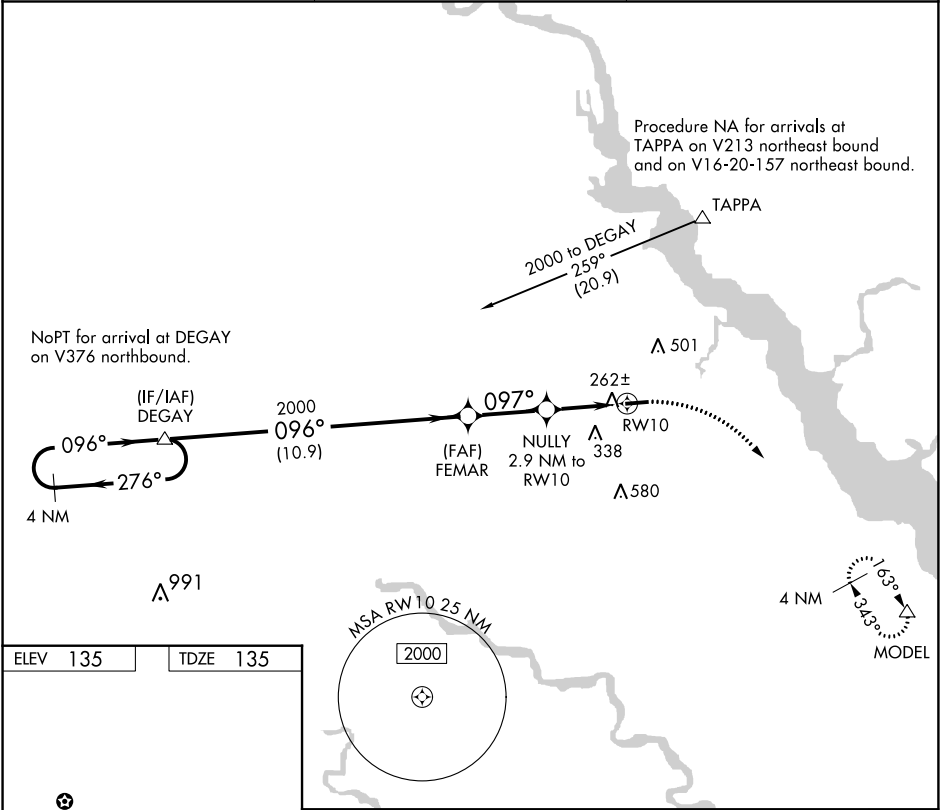 Procedure NA for arrivals at
TAPPA on V213 northeast bound
and on V16-20-157 northeast bound.
TAPPA
2000 to DEGAY
259°
(20.9)
NoPT for arrival at DEGAY
on V376 northbound.
501
(IF/IAF)
DEGAY
2000
096°
(10.9)
097°
262±
RW10
096°
276°
4 NM
(FAF)
FEMAR
NULLY
2.9 NM to
RW10
338
580
991
4 NM
163°
343°
MODEL
MSA RW10 25 NM
2000
ELEV 135
TDZE 135